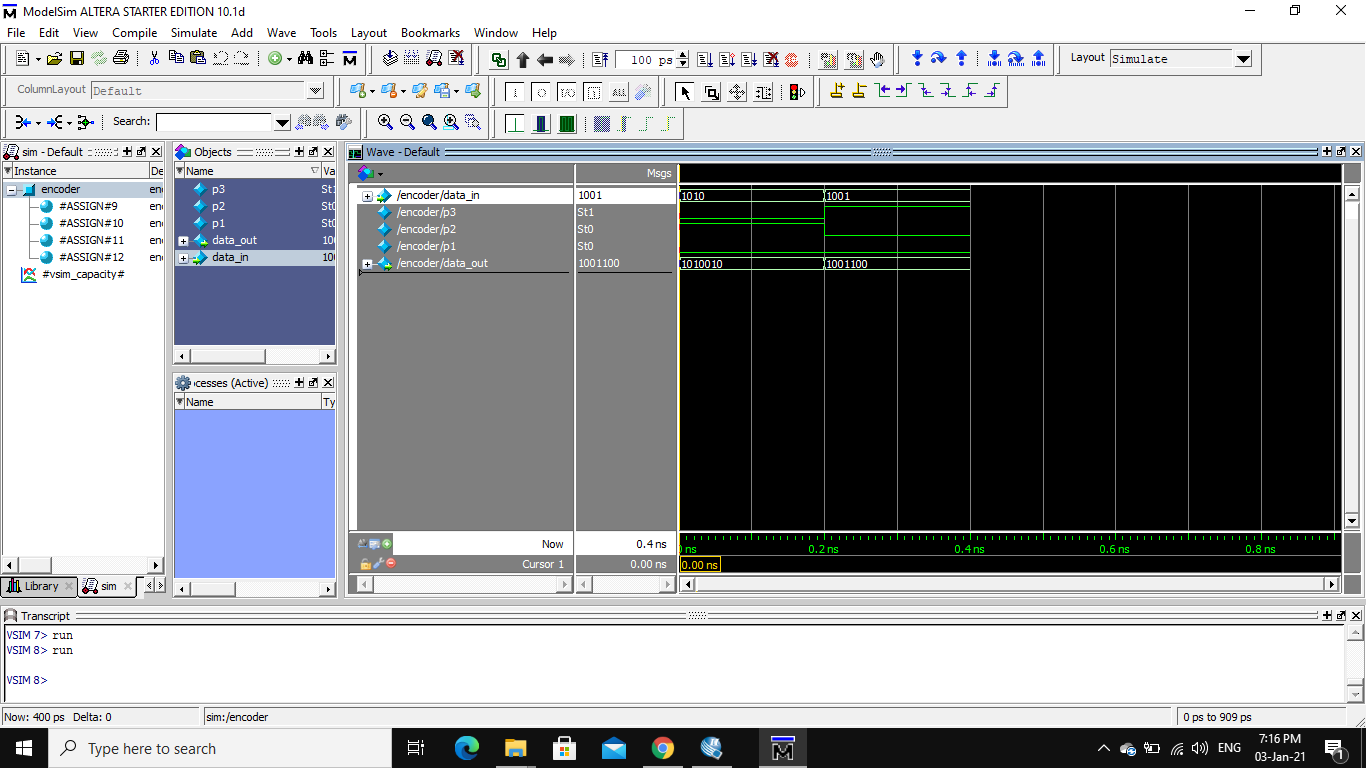 ModelSim ALTERA STARTER EDITION 10.1d
File Edit View Compile Simulate Add Wave Tools Layout Bookmarks Window Help
100 ps
Layout Simulate
ColumnLayout Default
Search:
sim - Default
Instance De
encoder en
#ASSIGN#9 en
#ASSIGN#10 en
#ASSIGN#11 en
#ASSIGN#12 en
#vsim_capacity#
Library sim
Objects
Name Va
p3 St1
p2 St0
p1 St0
data_out 100
data_in 100
cesses (Active)
Name Ty
Wave - Default
Msgs
/encoder/data_in 1001 1010 1001
/encoder/p3 St1
/encoder/p2 St0
/encoder/p1 St0
/encoder/data_out 1001100 1010010 1001100
Now 0.4 ns ns 0.2 ns 0.4 ns 0.6 ns 0.8 ns
Cursor 1 0.00 ns 0.00 ns
Transcript
VSIM 7> run
VSIM 8> run
VSIM 8>
Now: 400 ps Delta: 0 sim:/encoder 0 ps to 909 ps
Type here to search
ENG
7:16 PM
03-Jan-21
1